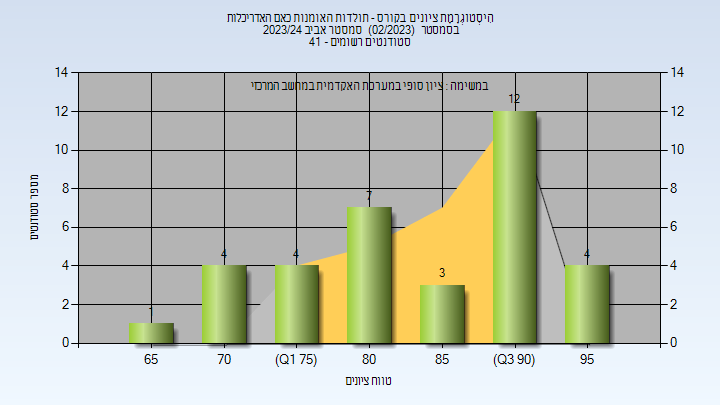 היסטוגרמת ציונים בקורס - תולדות האומנות כאם האדריכלות
בסמסטר (02/2023) סמסטר אביב 2023/24
סטודנטים רשומים - 41
במשימה : ציון סופי במערכת האקדמית במחשב המרכזי
מספר סטודנטים
14 14
12 12
10 10
8 8
6 6
4 4
2 2
0 0
1 4 4 7 3 12 4
65 70 (Q1 75) 80 85 (Q3 90) 95
טווח ציונים